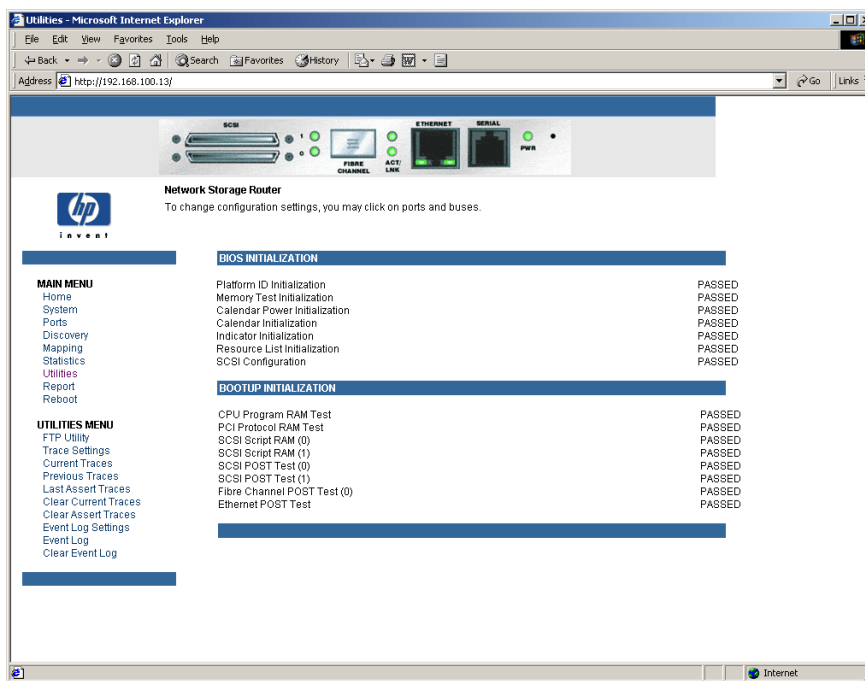 Utilities - Microsoft Internet Explorer
File Edit View Favorites Tools Help
Back Search Favorites History
Address http://192.168.100.13/ Go Links
SCSI 1 0 FIBRE CHANNEL ACT/ LNK ETHERNET SERIAL PWR
hp
invent
Network Storage Router
To change configuration settings, you may click on ports and buses.
MAIN MENU
Home
System
Ports
Discovery
Mapping
Statistics
Utilities
Report
Reboot
UTILITIES MENU
FTP Utility
Trace Settings
Current Traces
Previous Traces
Last Assert Traces
Clear Current Traces
Clear Assert Traces
Event Log Settings
Event Log
Clear Event Log
BIOS INITIALIZATION
Platform ID Initialization PASSED
Memory Test Initialization PASSED
Calendar Power Initialization PASSED
Calendar Initialization PASSED
Indicator Initialization PASSED
Resource List Initialization PASSED
SCSI Configuration PASSED
BOOTUP INITIALIZATION
CPU Program RAM Test PASSED
PCI Protocol RAM Test PASSED
SCSI Script RAM (0) PASSED
SCSI Script RAM (1) PASSED
SCSI POST Test (0) PASSED
SCSI POST Test (1) PASSED
Fibre Channel POST Test (0) PASSED
Ethernet POST Test PASSED
Internet